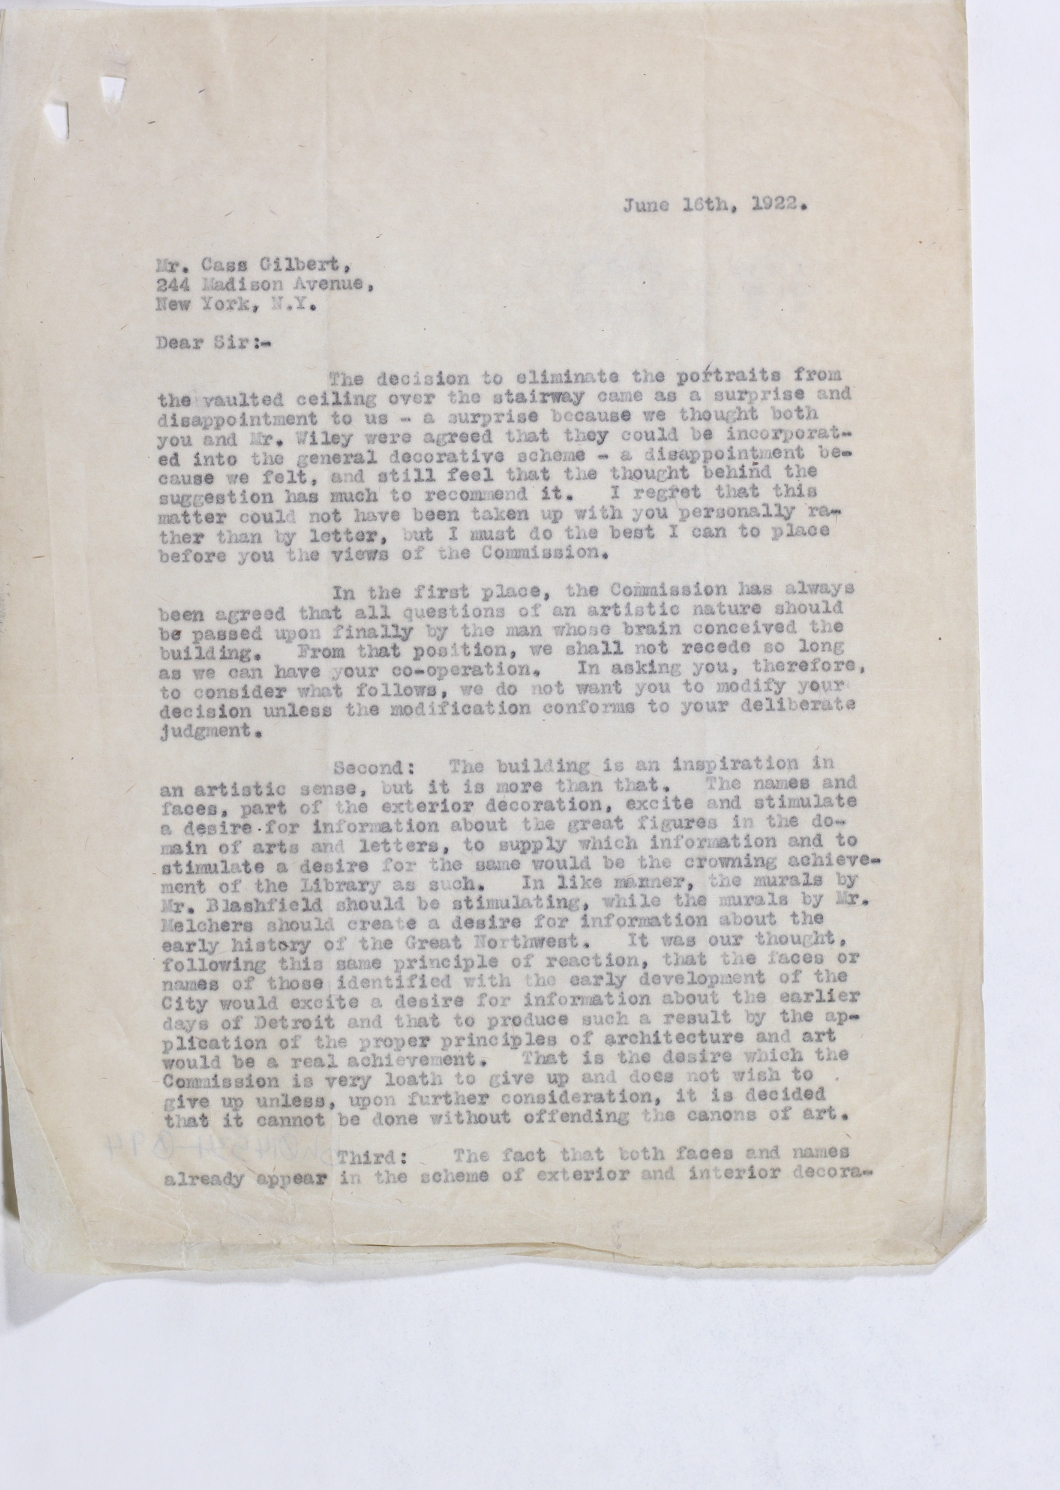 June 16th, 1922.
Mr. Cass Gilbert,
244 Madison Avenue,
New York, N.Y.
Dear Sir:-
The decision to eliminate the portraits from
the vaulted ceiling over the stairway came as a surprise and
disappointment to us - a surprise because we thought both
you and Mr. Wiley were agreed that they could be incorporat-
ed into the general decorative scheme - a disappointment be-
cause we felt, and still feel that the thought behind the
suggestion has much to recommend it. I regret that this
matter could not have been taken up with you personally ra-
ther than by letter, but I must do the best I can to place
before you the views of the Commission.
In the first place, the Commission has always
been agreed that all questions of an artistic nature should
be passed upon finally by the man whose brain conceived the
building. From that position, we shall not recede so long
as we can have your co-operation. In asking you, therefore,
to consider what follows, we do not want you to modify your
decision unless the modification conforms to your deliberate
judgment.
Second: The building is an inspiration in
an artistic sense, but it is more than that. The names and
faces, part of the exterior decoration, excite and stimulate
a desire for information about the great figures in the do-
main of arts and letters, to supply which information and to
stimulate a desire for the same would be the crowning achieve-
ment of the Library as such. In like manner, the murals by
Mr. Blashfield should be stimulating, while the murals by Mr.
Melchers should create a desire for information about the
early history of the Great Northwest. It was our thought,
following this same principle of reaction, that the faces or
names of those identified with the early development of the
City would excite a desire for information about the earlier
days of Detroit and that to produce such a result by the ap-
plication of the proper principles of architecture and art
would be a real achievement. That is the desire which the
Commission is very loath to give up and does not wish to
give up unless, upon further consideration, it is decided
that it cannot be done without offending the canons of art.
Third: The fact that both faces and names
already appear in the scheme of exterior and interior decora-